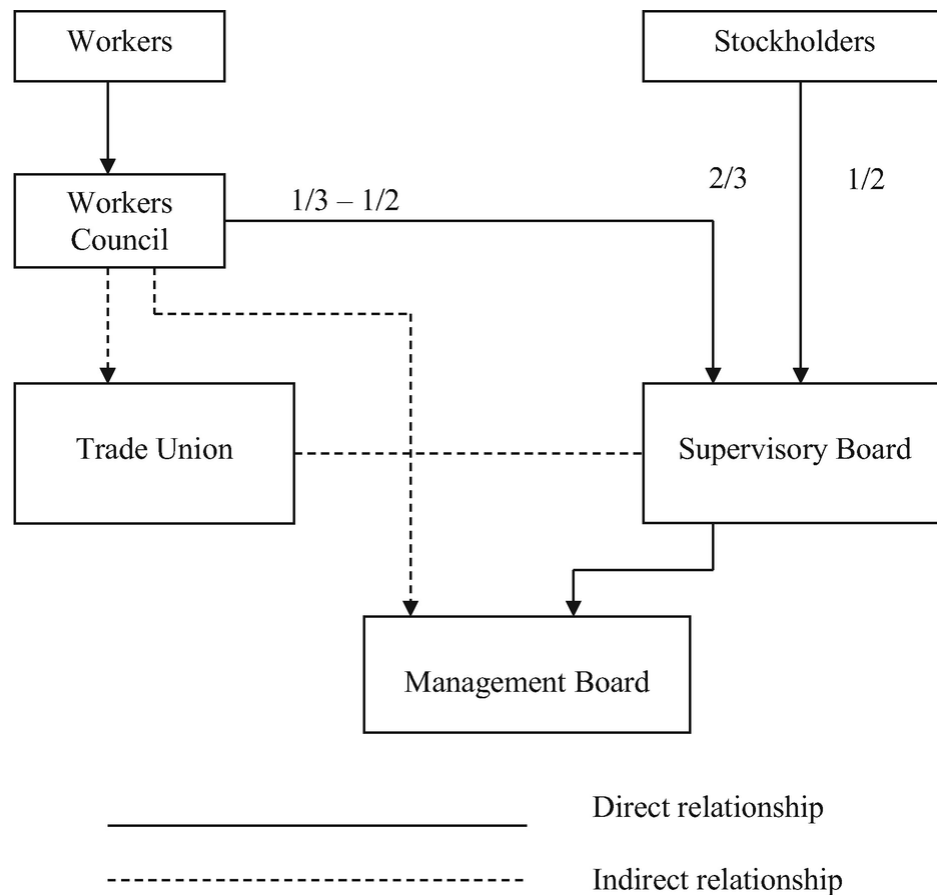 Workers
Stockholders
Workers
Council
1/3 – 1/2
2/3
1/2
Trade Union
Supervisory Board
Management Board
Direct relationship
Indirect relationship